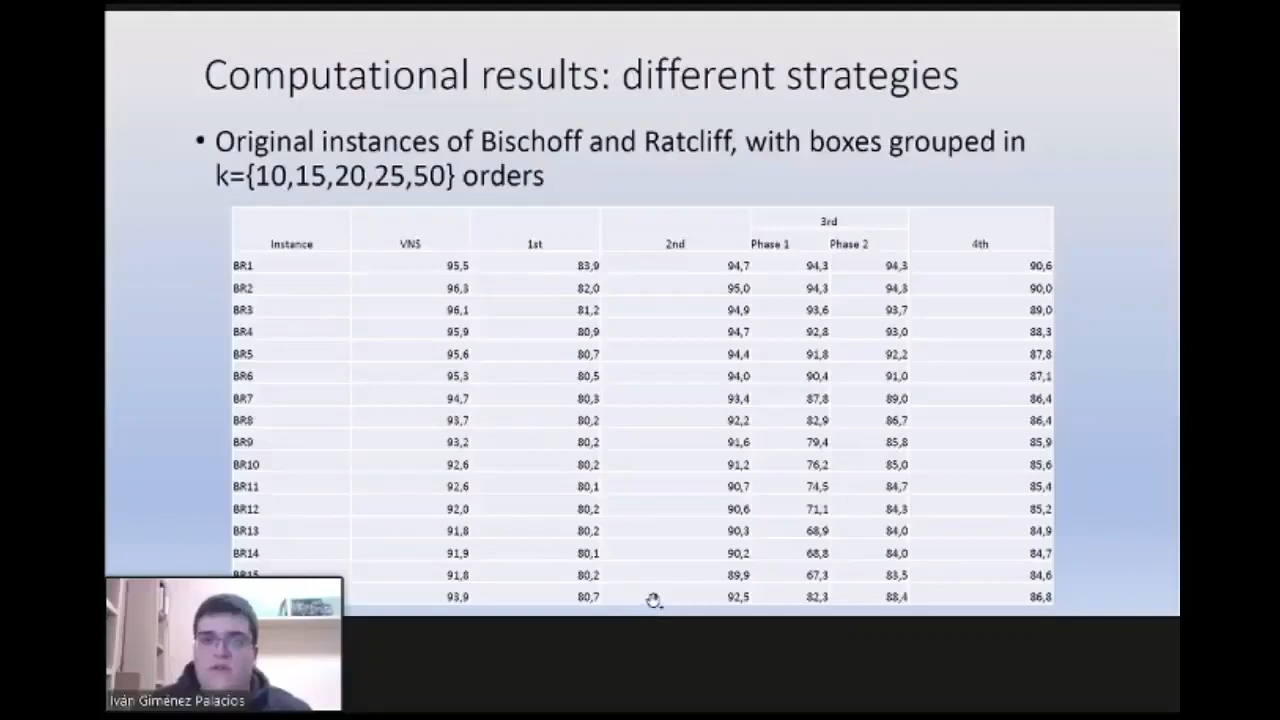 Computational results: different strategies
• Original instances of Bischoff and Ratcliff, with boxes grouped in
k={10,15,20,25,50} orders
3rd
Instance VNS 1st 2nd Phase 1 Phase 2 4th
BR1 95,5 83,9 94,7 94,3 94,3 90,6
BR2 96,3 82,0 95,0 94,3 94,3 90,0
BR3 96,1 81,2 94,9 93,6 93,7 89,0
BR4 95,9 80,9 94,7 92,8 93,0 88,3
BR5 95,6 80,7 94,4 91,8 92,2 87,8
BR6 95,3 80,5 94,0 90,4 91,0 87,1
BR7 94,7 80,3 93,4 87,8 89,0 86,4
BR8 93,7 80,2 92,2 82,9 86,7 86,4
BR9 93,2 80,2 91,6 79,4 85,8 85,9
BR10 92,6 80,2 91,2 76,2 85,0 85,6
BR11 92,6 80,1 90,7 74,5 84,7 85,4
BR12 92,0 80,2 90,6 71,1 84,3 85,2
BR13 91,8 80,2 90,3 68,9 84,0 84,9
BR14 91,9 80,1 90,2 68,8 84,0 84,7
BR15 91,8 80,2 89,9 67,3 83,5 84,6
93,9 80,7 92,5 82,3 88,4 86,8
Iván Giménez Palacios